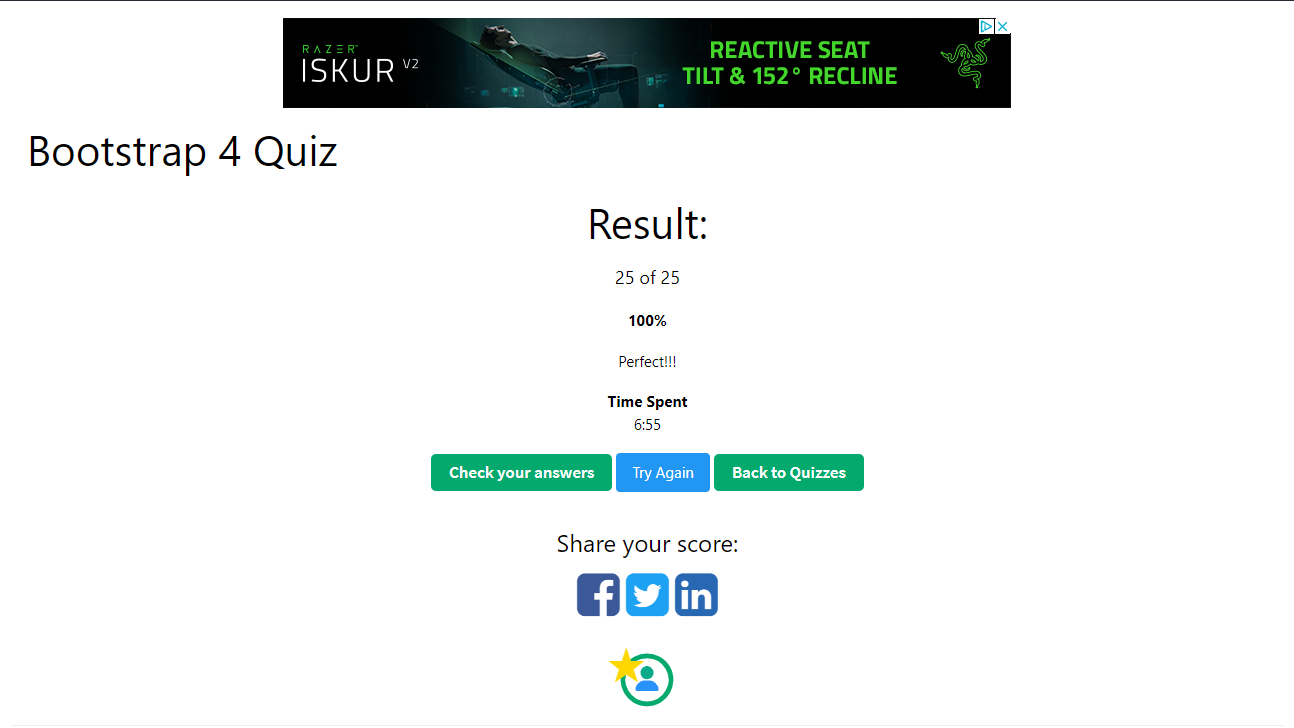 RAZER
ISKUR V2
REACTIVE SEAT
TILT & 152° RECLINE
Bootstrap 4 Quiz
Result:
25 of 25
100%
Perfect!!!
Time Spent
6:55
Check your answers Try Again Back to Quizzes
Share your score: